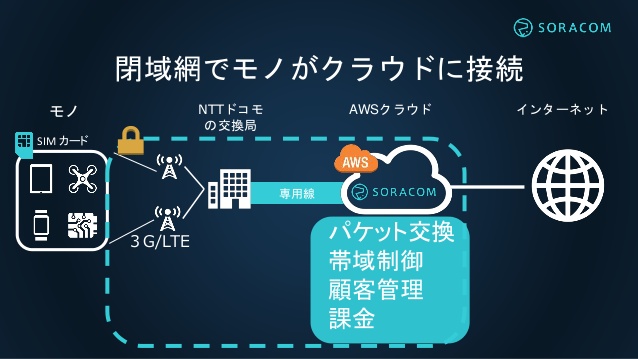 SORACOM
閉域網でモノがクラウドに接続
モノ
NTTドコモ
の交換局
AWSクラウド
インターネット
SIM カード
AWS
専用線
SORACOM
3G/LTE
パケット交換
帯域制御
顧客管理
課金